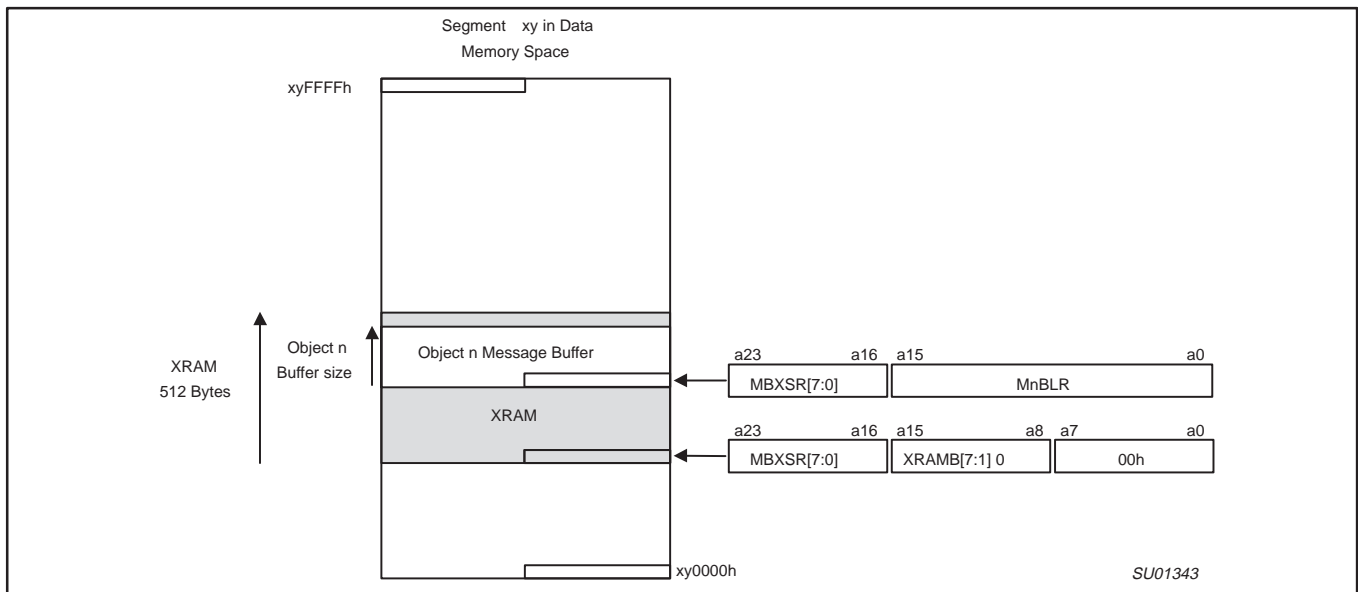 Segment xy in Data
Memory Space
xyFFFFh
XRAM
512 Bytes
Object n
Buffer size
Object n Message Buffer
a23 a16 a15 a0
MBXSR[7:0] MnBLR
XRAM
a23 a16 a15 a8 a7 a0
MBXSR[7:0] XRAMB[7:1] 0 00h
xy0000h
SU01343